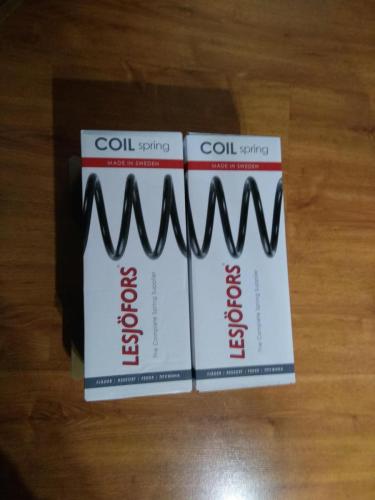 COIL spring
MADE IN SWEDEN
LESJÖFORS
The Complete Spring Supplier
COIL spring
MADE IN SWEDEN
LESJÖFORS
The Complete Spring Supplier